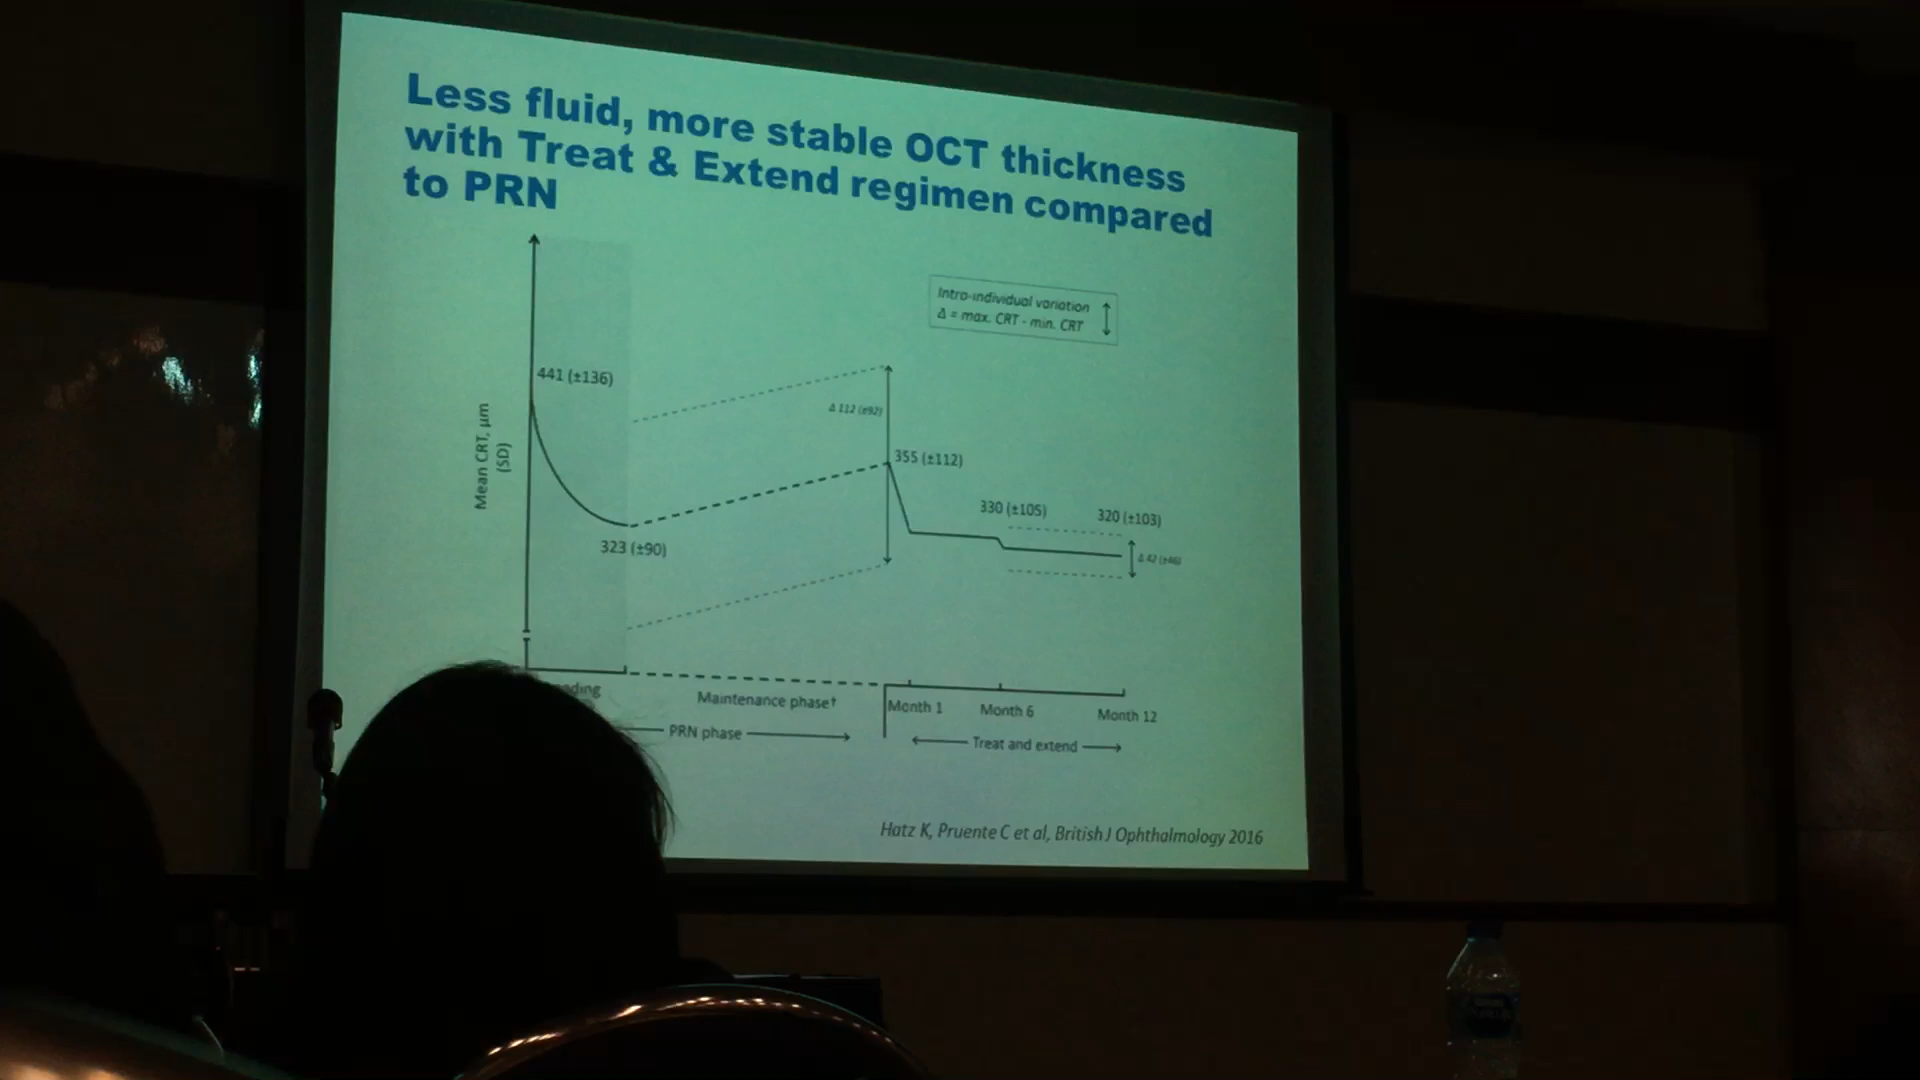 Less fluid, more stable OCT thickness
with Treat & Extend regimen compared
to PRN
Intra-individual variation
Δ = max. CRT - min. CRT
441 (±136)
Δ 112 (±92)
Mean CRT, µm
(SD)
355 (±112)
330 (±105)
320 (±103)
323 (±90)
Δ 42 (±46)
Maintenance phase†
Month 1
Month 6
Month 12
PRN phase
Treat and extend
Hatz K, Pruente C et al, British J Ophthalmology 2016